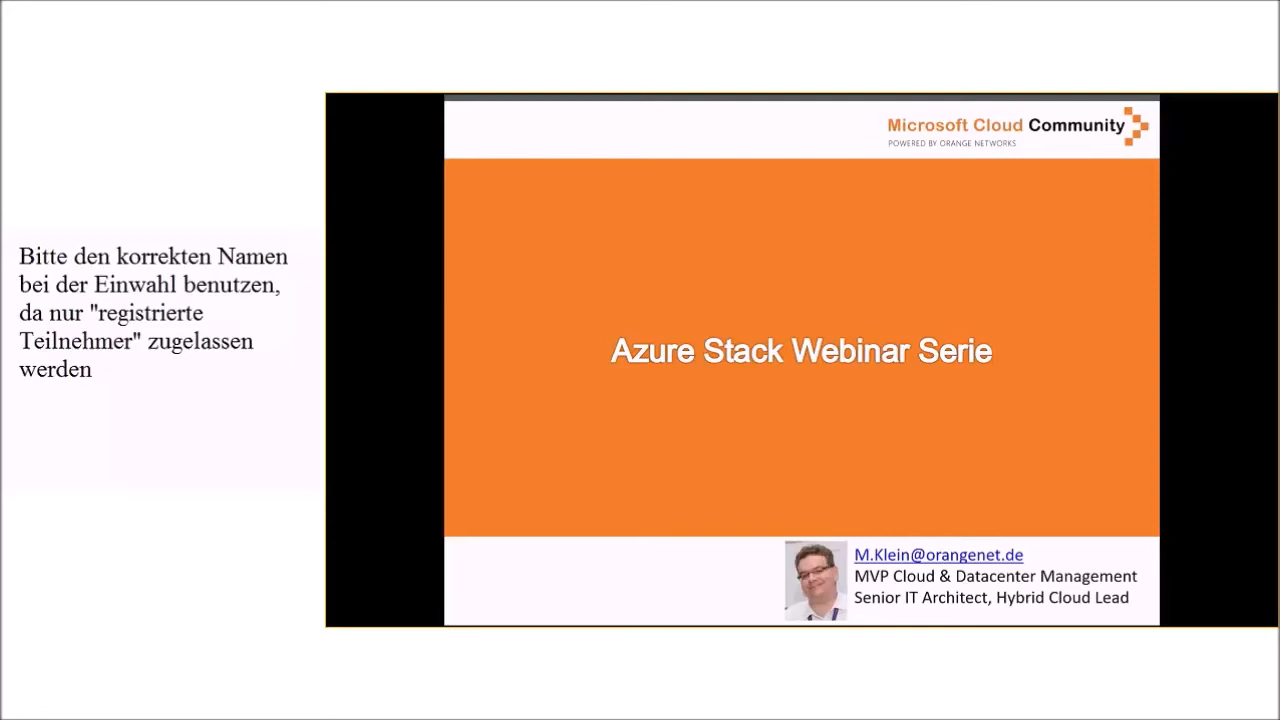 Bitte den korrekten Namen
bei der Einwahl benutzen,
da nur "registrierte
Teilnehmer" zugelassen
werden
Microsoft Cloud Community
POWERED BY ORANGE NETWORKS
Azure Stack Webinar Serie
M.Klein@orangenet.de
MVP Cloud & Datacenter Management
Senior IT Architect, Hybrid Cloud Lead